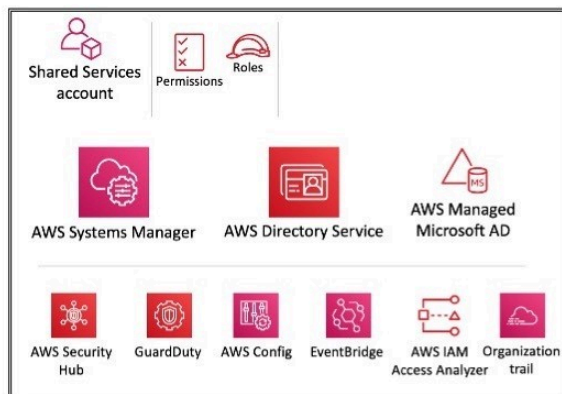 Shared Services
account
Permissions
Roles
AWS Systems Manager
AWS Directory Service
MS
AWS Managed
Microsoft AD
AWS Security
Hub
GuardDuty
AWS Config
EventBridge
AWS IAM
Access Analyzer
Organization
trail